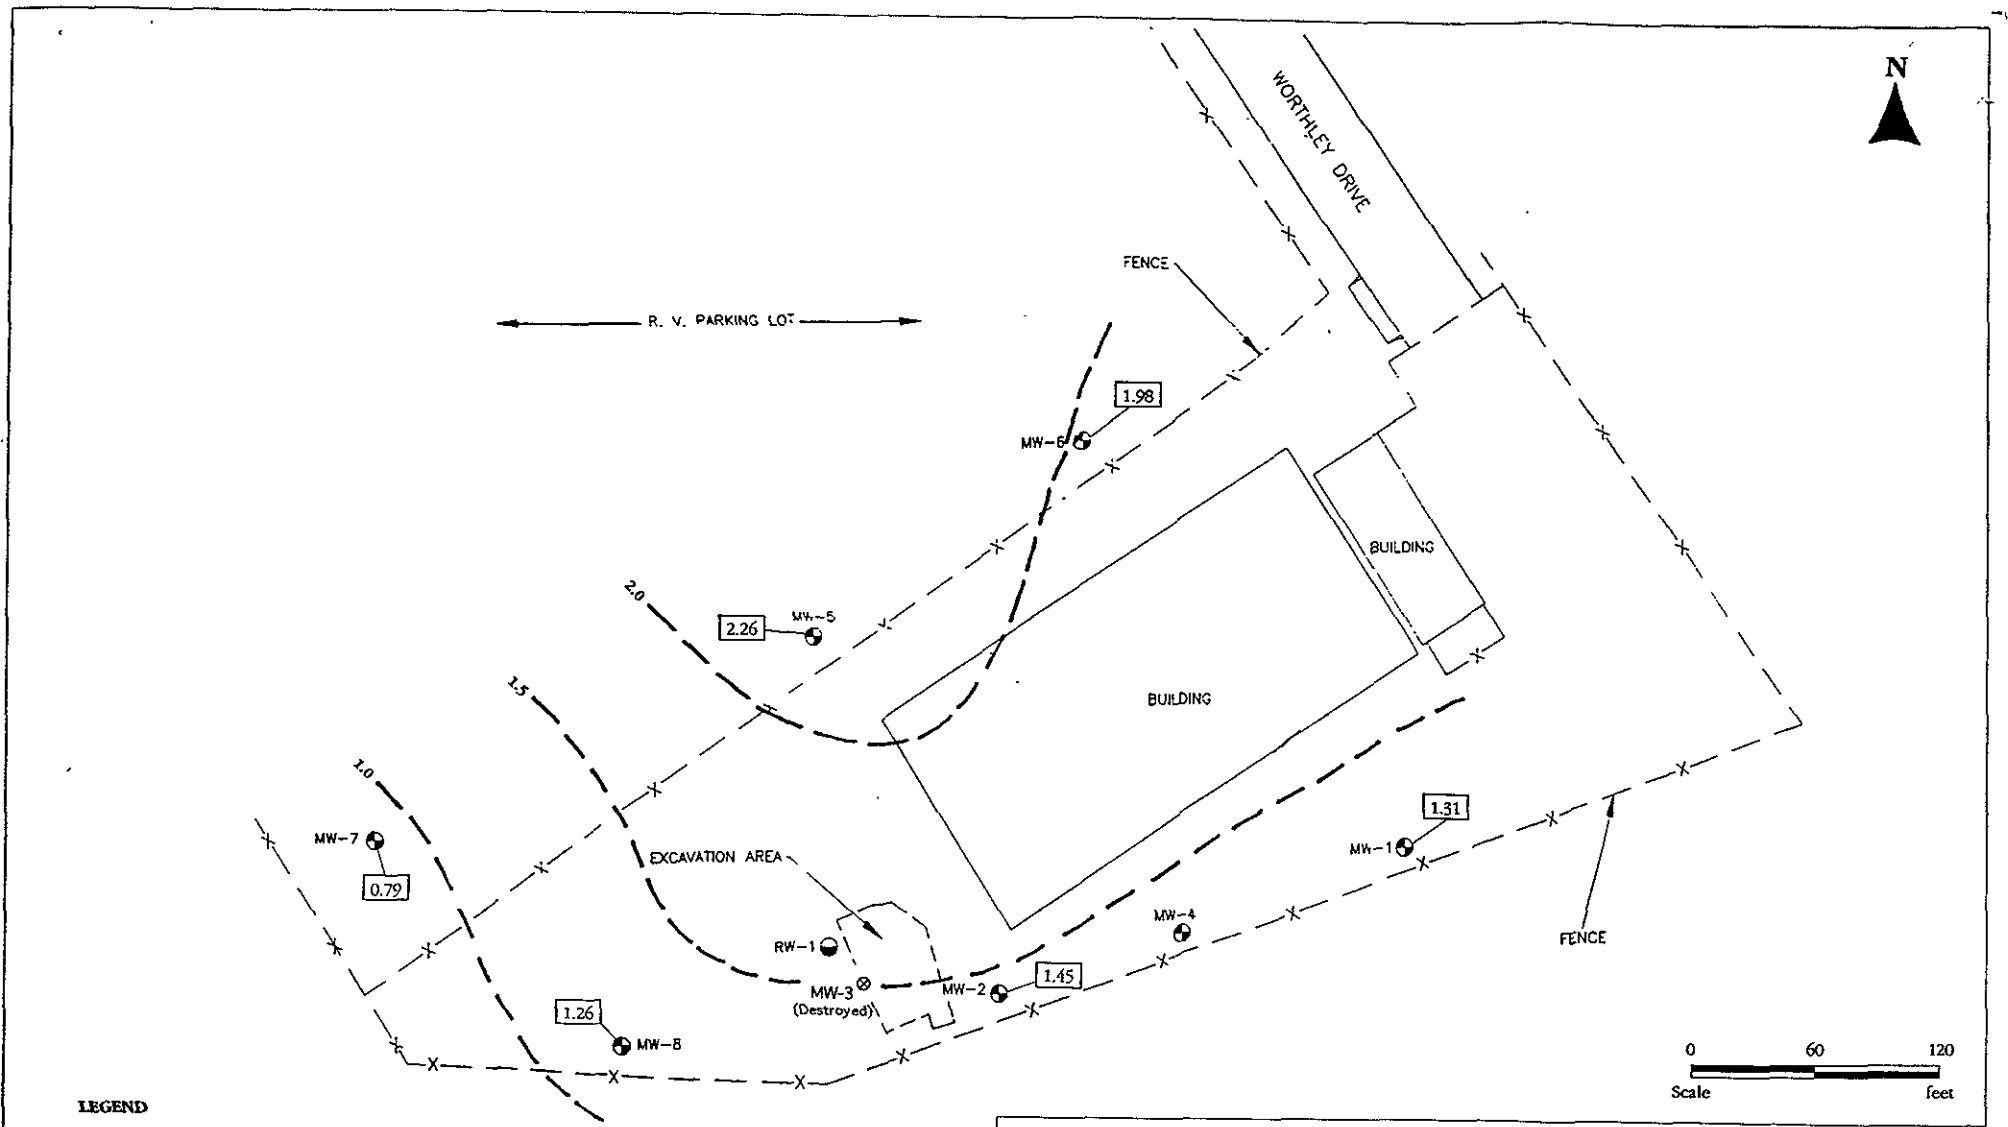 N
WORTHLEY DRIVE
FENCE
R. V. PARKING LOT
1.98
MW-6
BUILDING
2.0
MW-5
2.26
1.5
BUILDING
1.0
1.31
MW-7
EXCAVATION AREA
MW-1
0.79
MW-4
RW-1
FENCE
1.45
MW-2
MW-3
(Destroyed)
1.26
MW-8
0 60 120
Scale feet
LEGEND